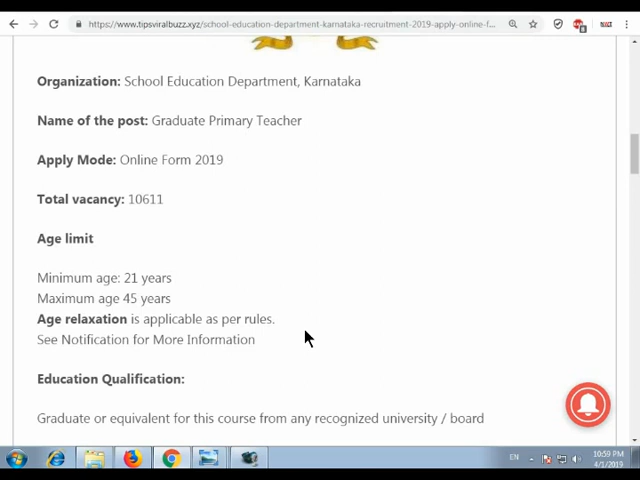 https://www.tipsviralbuzz.xyz/school-education-department-karnataka-recruitment-2019-apply-online-f...
Organization: School Education Department, Karnataka
Name of the post: Graduate Primary Teacher
Apply Mode: Online Form 2019
Total vacancy: 10611
Age limit
Minimum age: 21 years
Maximum age 45 years
Age relaxation is applicable as per rules.
See Notification for More Information
Education Qualification:
Graduate or equivalent for this course from any recognized university / board
EN
10:59 PM
4/1/2019